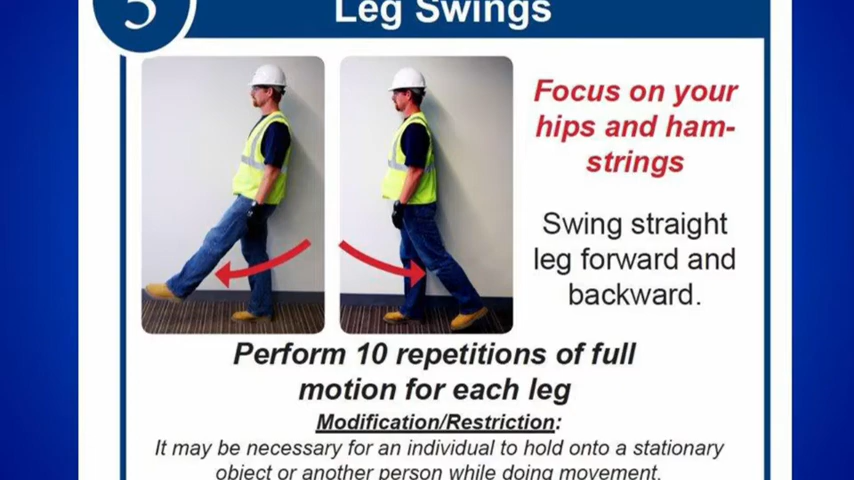 5
Leg Swings
Focus on your
hips and ham-
strings
Swing straight
leg forward and
backward.
Perform 10 repetitions of full
motion for each leg
Modification/Restriction:
It may be necessary for an individual to hold onto a stationary
object or another person while doing movement.